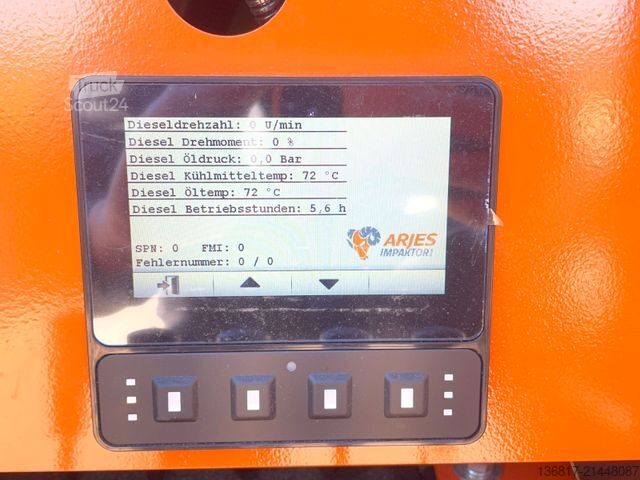 Truck
Scout24
Dieseldrehzahl: 0 U/min
Diesel Drehmoment: 0 %
Diesel Öldruck: 0,0 Bar
Diesel Kühlmitteltemp: 72 °C
Diesel Öltemp: 72 °C
Diesel Betriebsstunden: 5,6 h
ARJES
IMPAKTOR
SPN: 0 FMI: 0
Fehlernummer: 0 / 0
136817-21448087